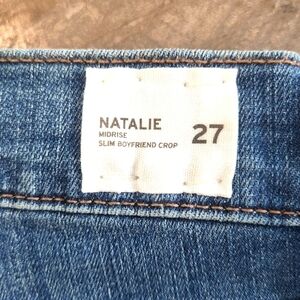 NATALIE
MIDRISE
SLIM BOYFRIEND CROP
27